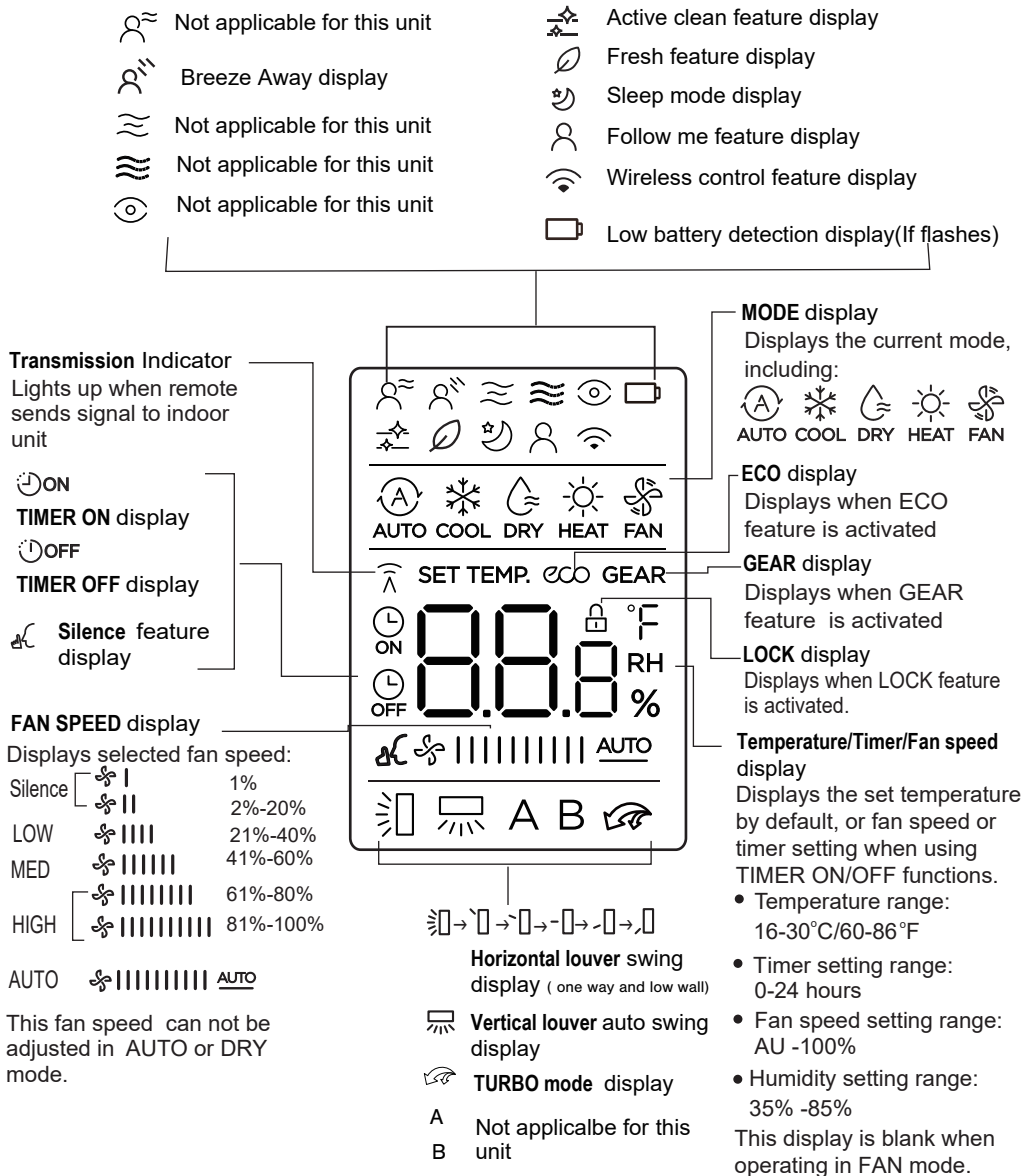 Not applicable for this unit
Breeze Away display
Not applicable for this unit
Not applicable for this unit
Not applicable for this unit
Active clean feature display
Fresh feature display
Sleep mode display
Follow me feature display
Wireless control feature display
Low battery detection display(If flashes)
Transmission Indicator
Lights up when remote
sends signal to indoor
unit
ON
TIMER ON display
OFF
TIMER OFF display
Silence feature
display
FAN SPEED display
Displays selected fan speed:
Silence
1%
2%-20%
LOW 21%-40%
MED 41%-60%
HIGH
61%-80%
81%-100%
AUTO AUTO
This fan speed can not be
adjusted in AUTO or DRY
mode.
A
AUTO COOL DRY HEAT FAN
SET TEMP. eco GEAR
ON
88.8
°F
OFF
RH
%
AUTO
A B
Horizontal louver swing
display ( one way and low wall)
Vertical louver auto swing
display
TURBO mode display
A
B
Not applicalbe for this
unit
MODE display
Displays the current mode,
including:
A
AUTO COOL DRY HEAT FAN
ECO display
Displays when ECO
feature is activated
GEAR display
Displays when GEAR
feature is activated
LOCK display
Displays when LOCK feature
is activated.
Temperature/Timer/Fan speed
display
Displays the set temperature
by default, or fan speed or
timer setting when using
TIMER ON/OFF functions.
• Temperature range:
16-30°C/60-86°F
• Timer setting range:
0-24 hours
• Fan speed setting range:
AU -100%
• Humidity setting range:
35% -85%
This display is blank when
operating in FAN mode.